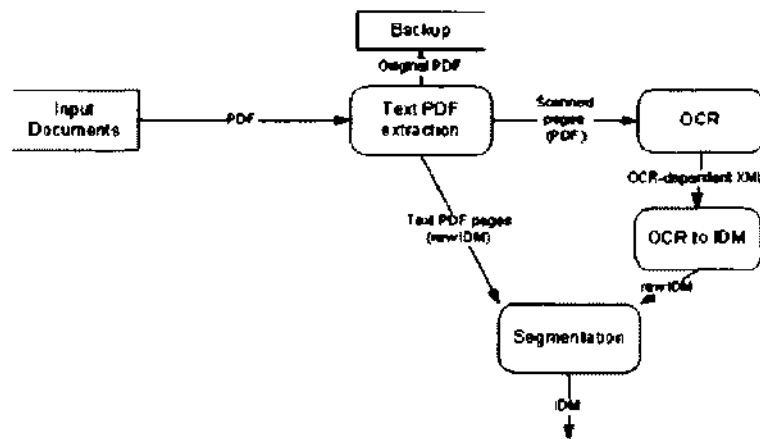 Backup
Original PDF
Input
Documents
PDF
Text PDF
extraction
Scanned
pages
(PDF)
OCR
OCR-dependent XML
Text PDF pages
(raw IDM)
OCR to IDM
raw IDM
Segmentation
IDM